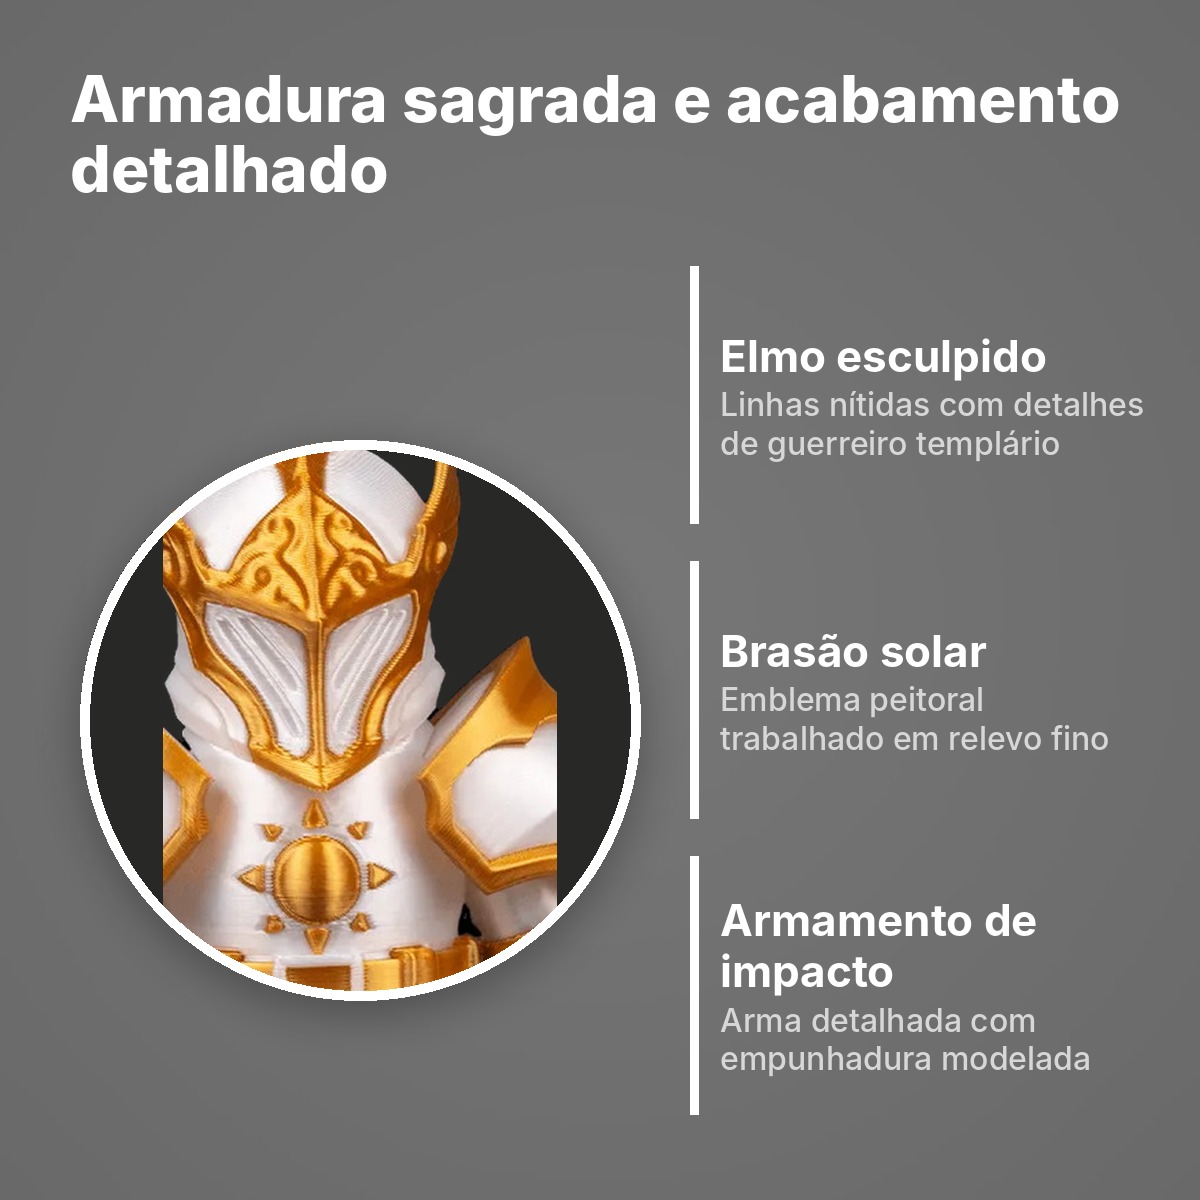 Armadura sagrada e acabamento
detalhado
Elmo esculpido
Linhas nítidas com detalhes
de guerreiro templário
Brasão solar
Emblema peitoral
trabalhado em relevo fino
Armamento de
impacto
Arma detalhada com
empunhadura modelada